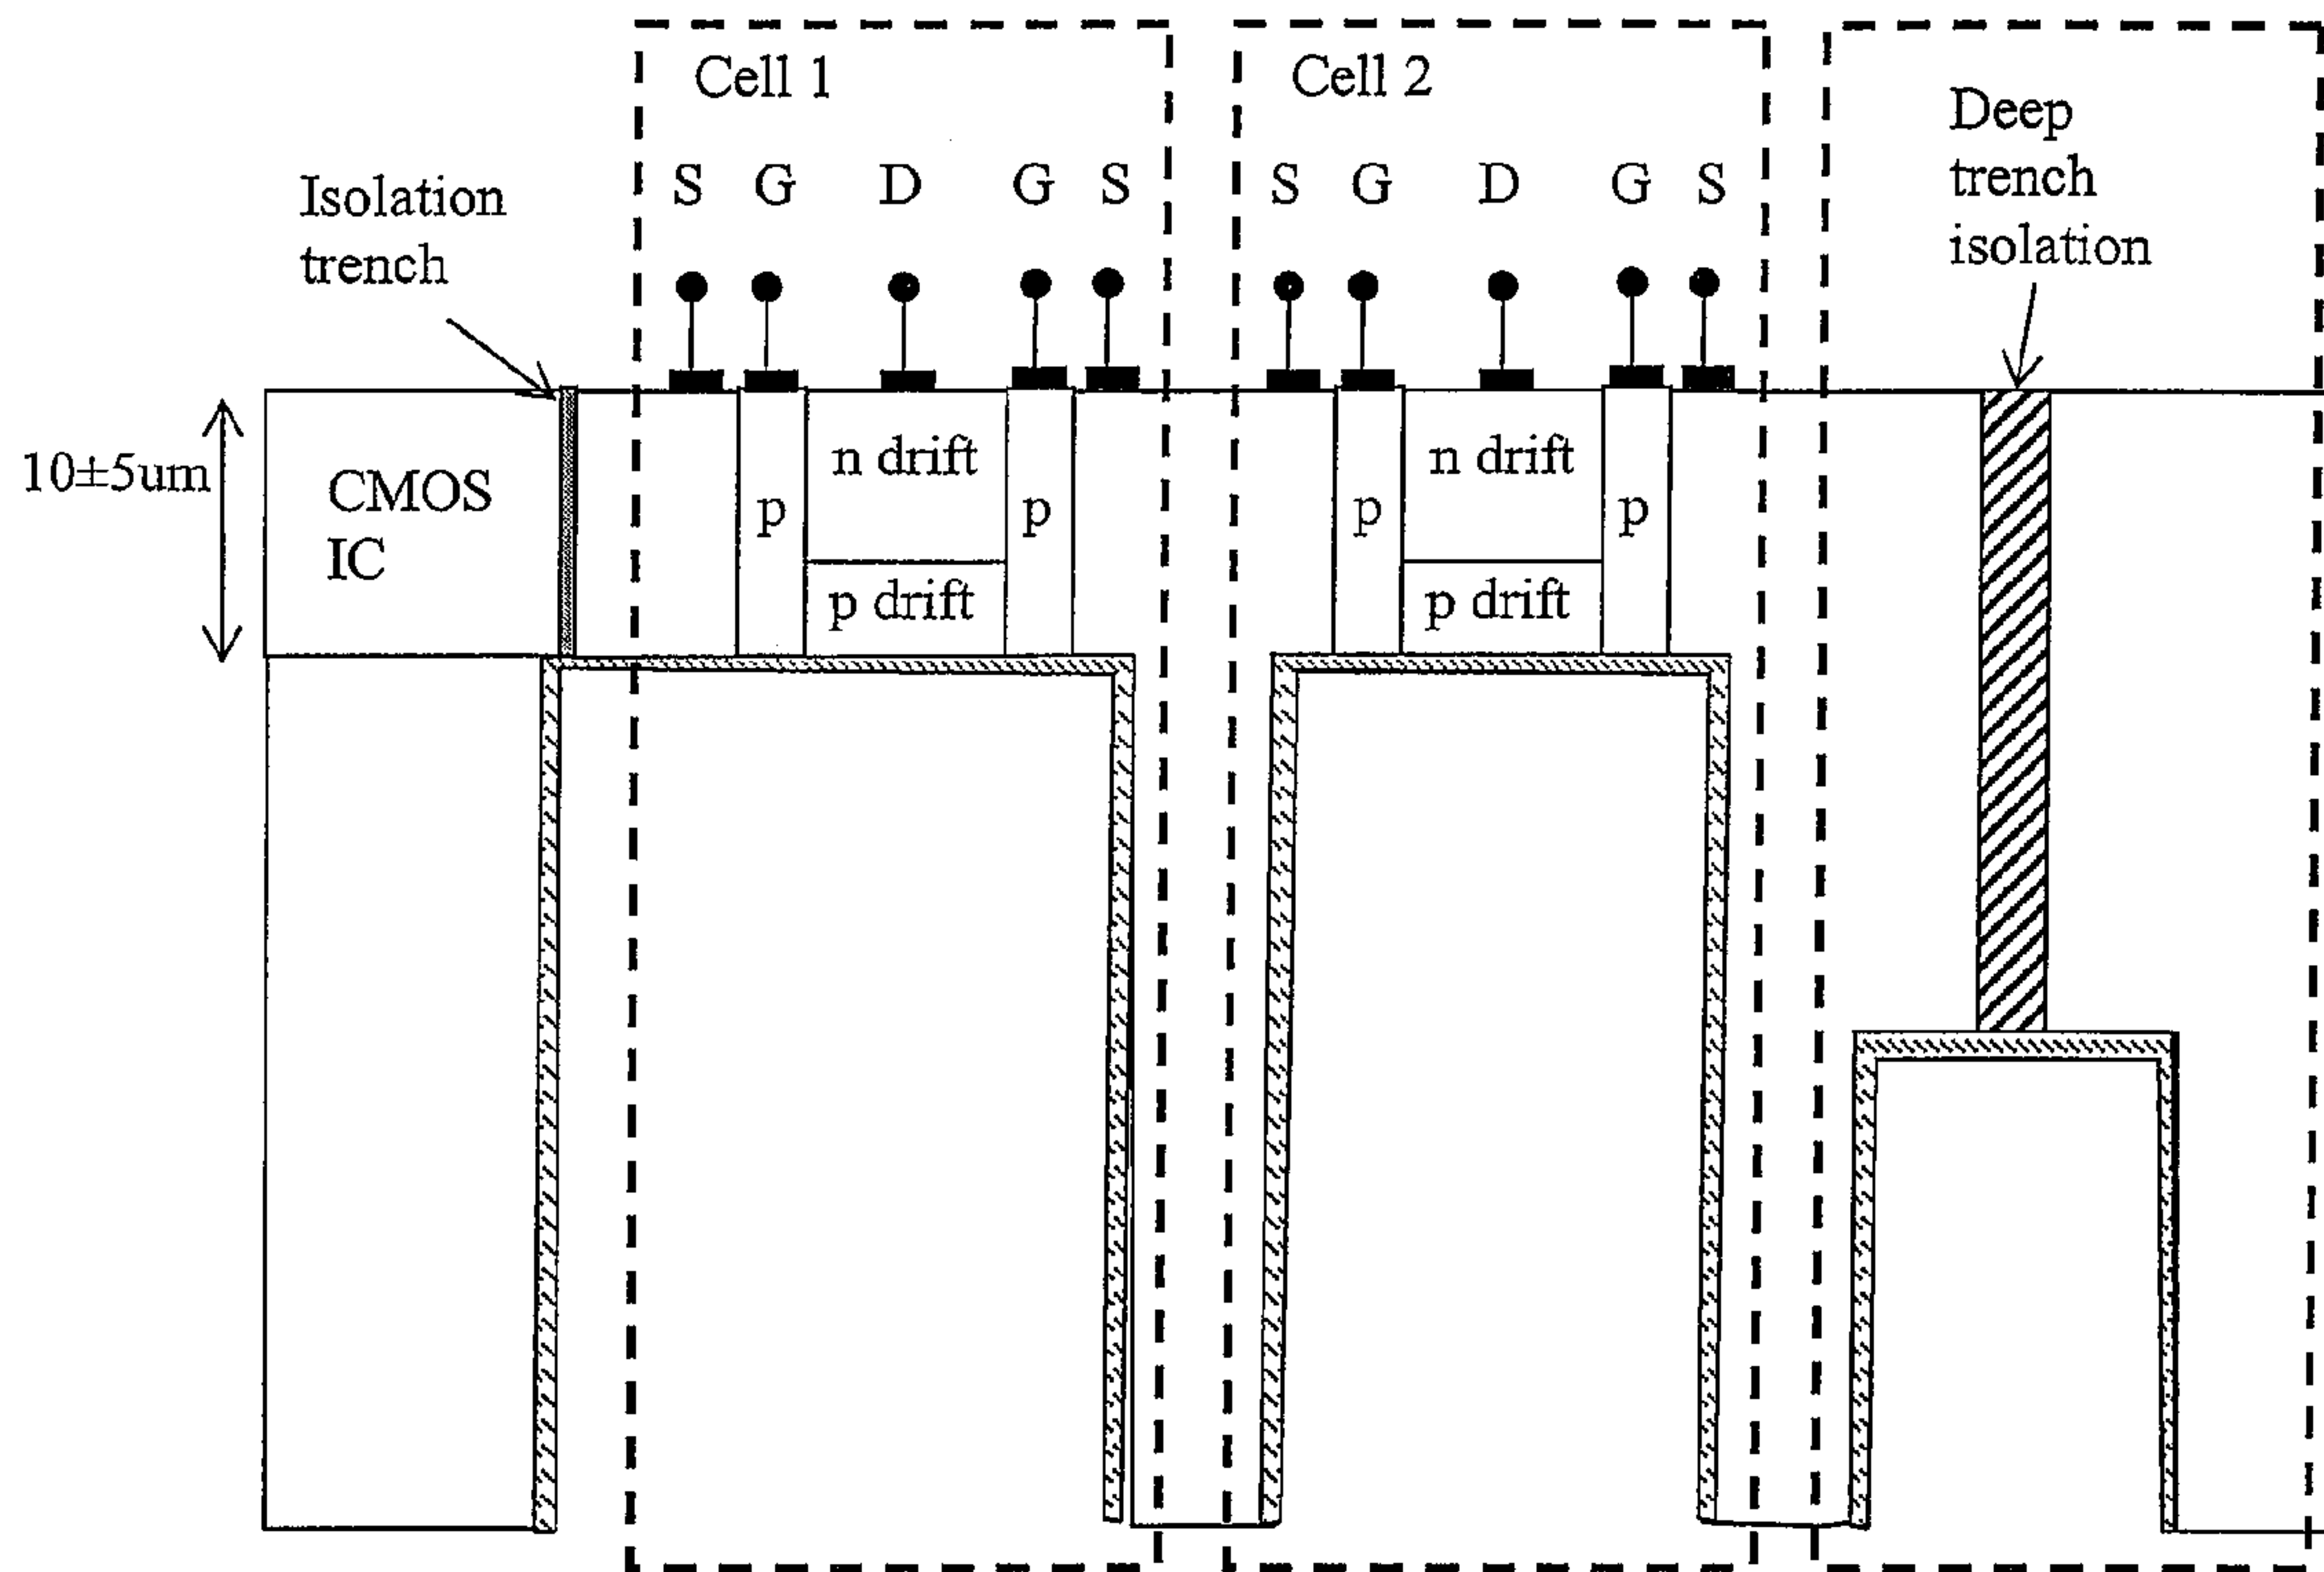 Cell 1
Cell 2
Deep
trench
isolation
Isolation
trench
S G D G S
S G D G S
10±5um
CMOS
IC
p
n drift
p
p drift
p
n drift
p
p drift